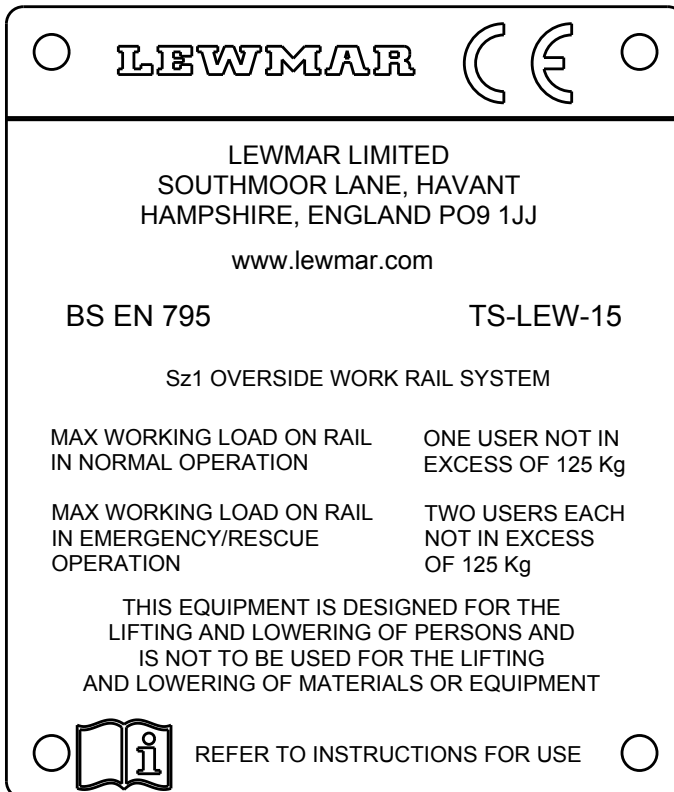 LEWMAR CE
LEWMAR LIMITED
SOUTHMOOR LANE, HAVANT
HAMPSHIRE, ENGLAND PO9 1JJ
www.lewmar.com
BS EN 795 TS-LEW-15
Sz1 OVERSIDE WORK RAIL SYSTEM
MAX WORKING LOAD ON RAIL ONE USER NOT IN
IN NORMAL OPERATION EXCESS OF 125 Kg
MAX WORKING LOAD ON RAIL TWO USERS EACH
IN EMERGENCY/RESCUE NOT IN EXCESS
OPERATION OF 125 Kg
THIS EQUIPMENT IS DESIGNED FOR THE
LIFTING AND LOWERING OF PERSONS AND
IS NOT TO BE USED FOR THE LIFTING
AND LOWERING OF MATERIALS OR EQUIPMENT
i REFER TO INSTRUCTIONS FOR USE